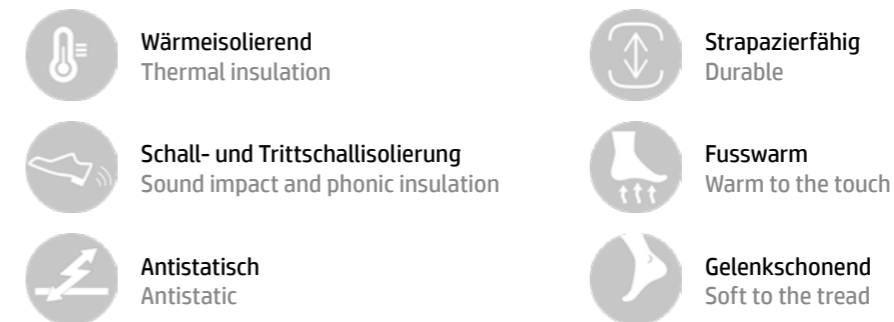 Wärmeisolierend
Thermal insulation
Strapazierfähig
Durable
Schall- und Trittschallisolierung
Sound impact and phonic insulation
Fusswarm
Warm to the touch
Antistatisch
Antistatic
Gelenkschonend
Soft to the tread